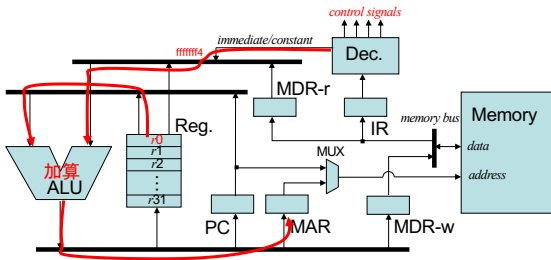 control signals
immediate/constant
fffffff4
Dec.
MDR-r
IR
memory bus
Memory
data
address
Reg.
r0
r1
r2
⋮
r31
加算
ALU
MUX
PC
MAR
MDR-w